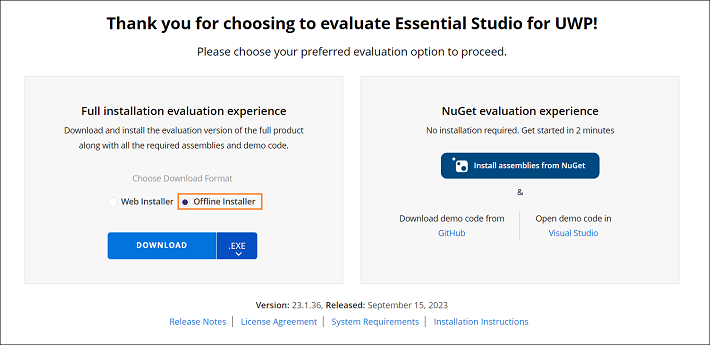 Thank you for choosing to evaluate Essential Studio for UWP!
Please choose your preferred evaluation option to proceed.
Full installation evaluation experience
Download and install the evaluation version of the full product
along with all the required assemblies and demo code.
Choose Download Format
Web Installer Offline Installer
DOWNLOAD .EXE
NuGet evaluation experience
No installation required. Get started in 2 minutes
Install assemblies from NuGet
&
Download demo code from
GitHub
Open demo code in
Visual Studio
Version: 23.1.36, Released: September 15, 2023
Release Notes | License Agreement | System Requirements | Installation Instructions